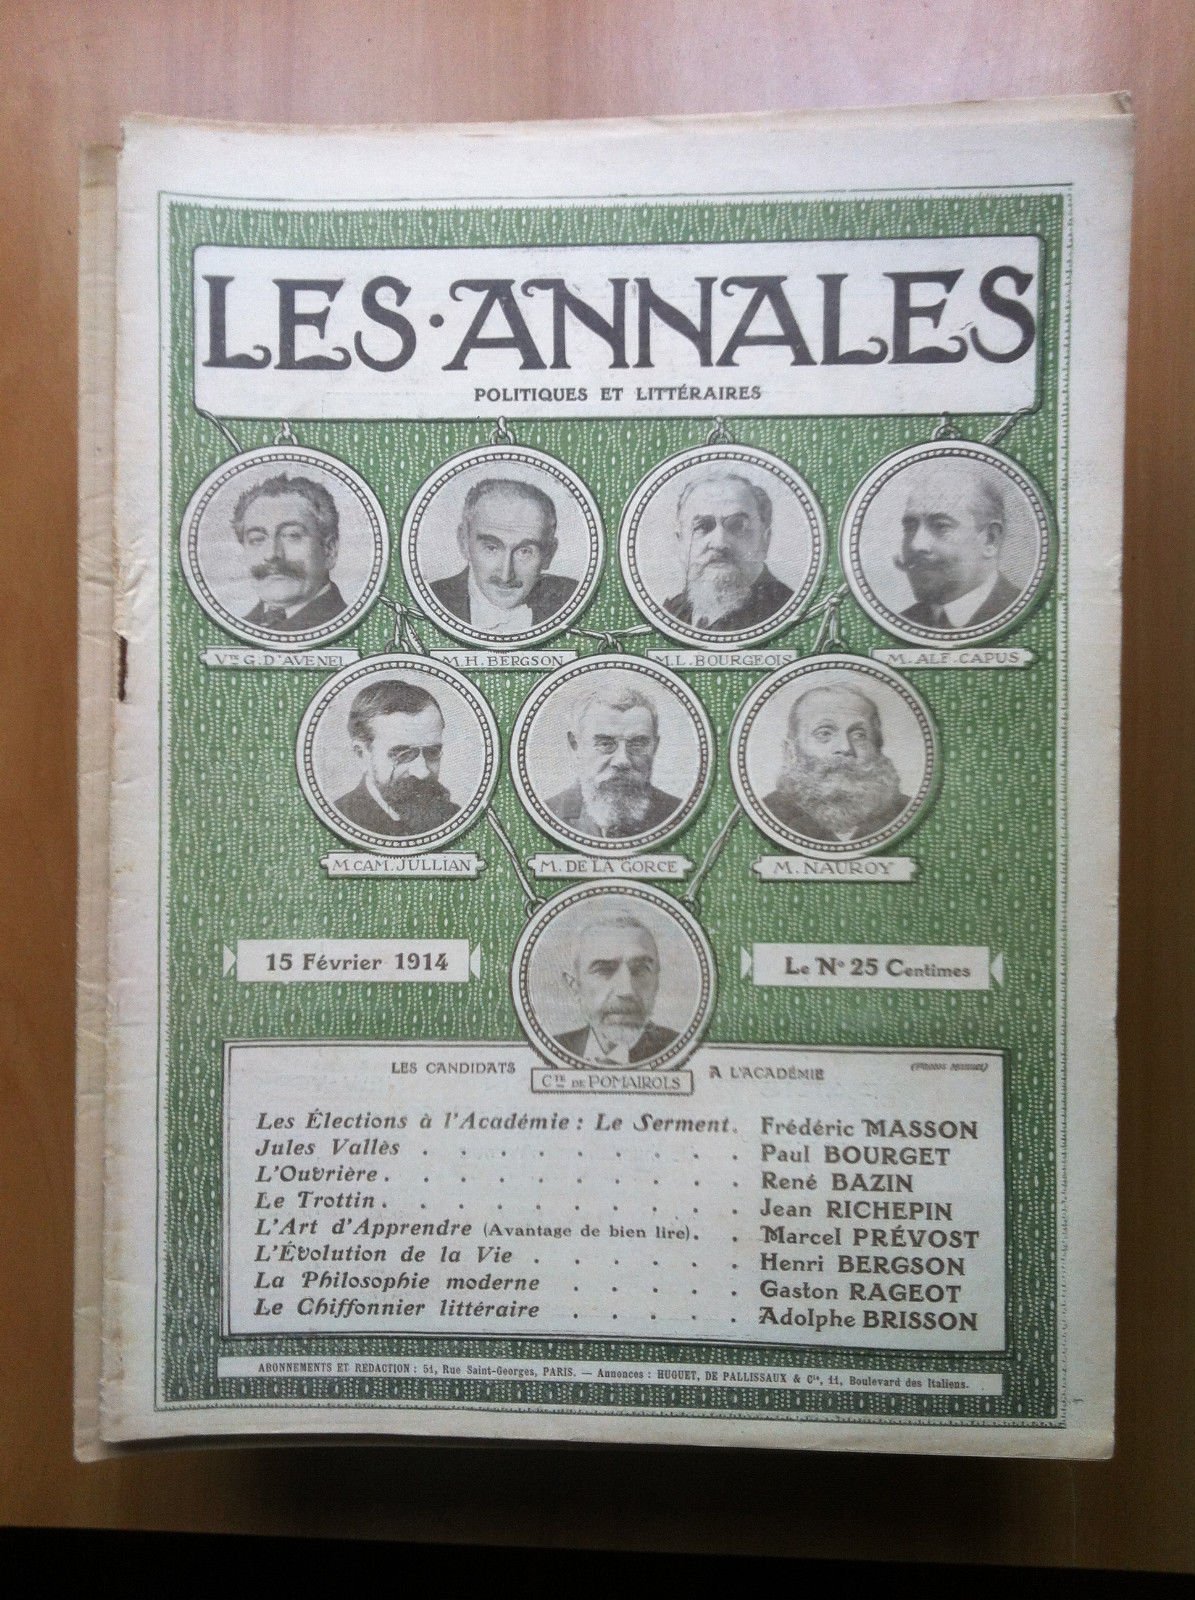 LES · ANNALES
POLITIQUES ET LITTÉRAIRES
Vte G. D'AVENEL M. H. BERGSON M. L. BOURGEOIS M. ALF. CAPUS
M. CAM. JULLIAN M. DE LA GORCE M. NAUROY
15 Février 1914 Le No 25 Centimes
LES CANDIDATS Cte DE POMAIROLS A L'ACADÉMIE (Photos Manuel)
Les Élections à l'Académie : Le Serment. Frédéric MASSON
Jules Vallès . . . . . . . . . Paul BOURGET
L'Ouvrière . . . . . . . . . . René BAZIN
Le Trottin . . . . . . . . . . Jean RICHEPIN
L'Art d'Apprendre (Avantage de bien lire) . . Marcel PRÉVOST
L'Évolution de la Vie . . . . . . Henri BERGSON
La Philosophie moderne . . . . . Gaston RAGEOT
Le Chiffonnier littéraire . . . . . Adolphe BRISSON
ABONNEMENTS ET RÉDACTION : 51, Rue Saint-Georges, PARIS. — Annonces : HUGUET, DE PALLISSAUX & Cie, 11, Boulevard des Italiens.
1